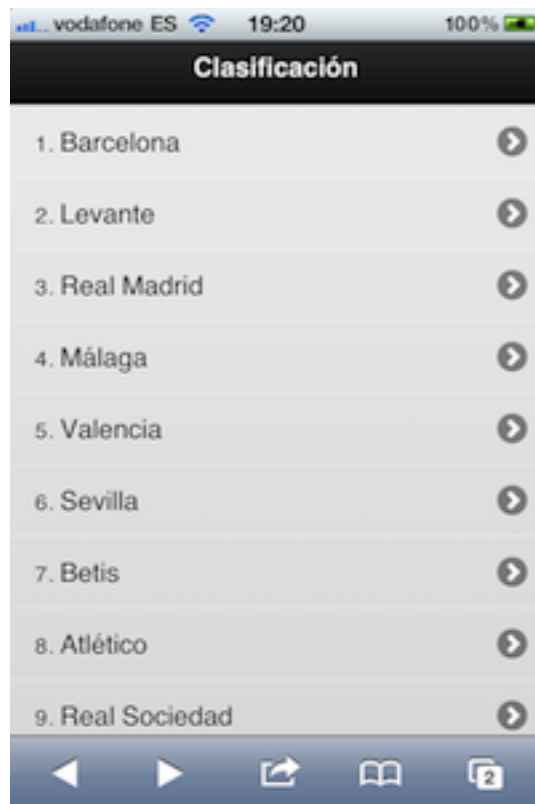 vodafone ES 19:20 100%
Clasificación
1. Barcelona
2. Levante
3. Real Madrid
4. Málaga
5. Valencia
6. Sevilla
7. Betis
8. Atlético
9. Real Sociedad
2